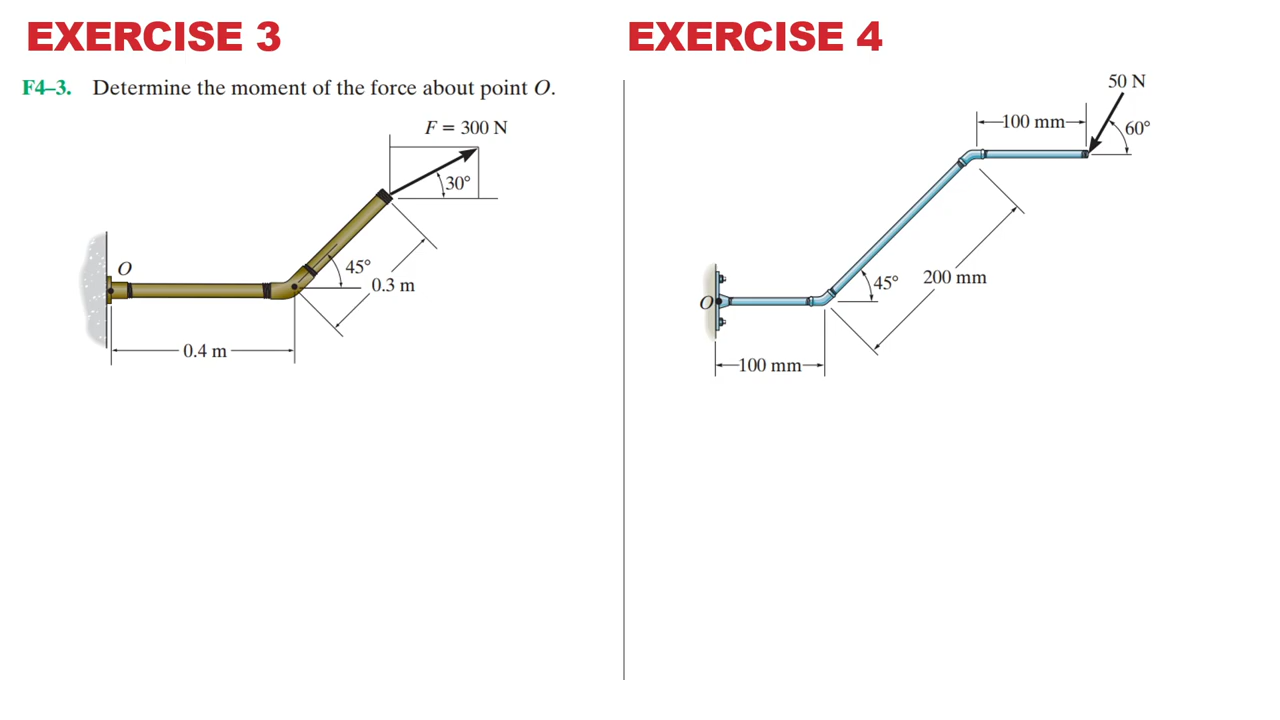 EXERCISE 3
F4–3. Determine the moment of the force about point O.
F = 300 N
30°
O
45°
0.3 m
0.4 m
EXERCISE 4
50 N
100 mm
60°
45°
200 mm
O
100 mm